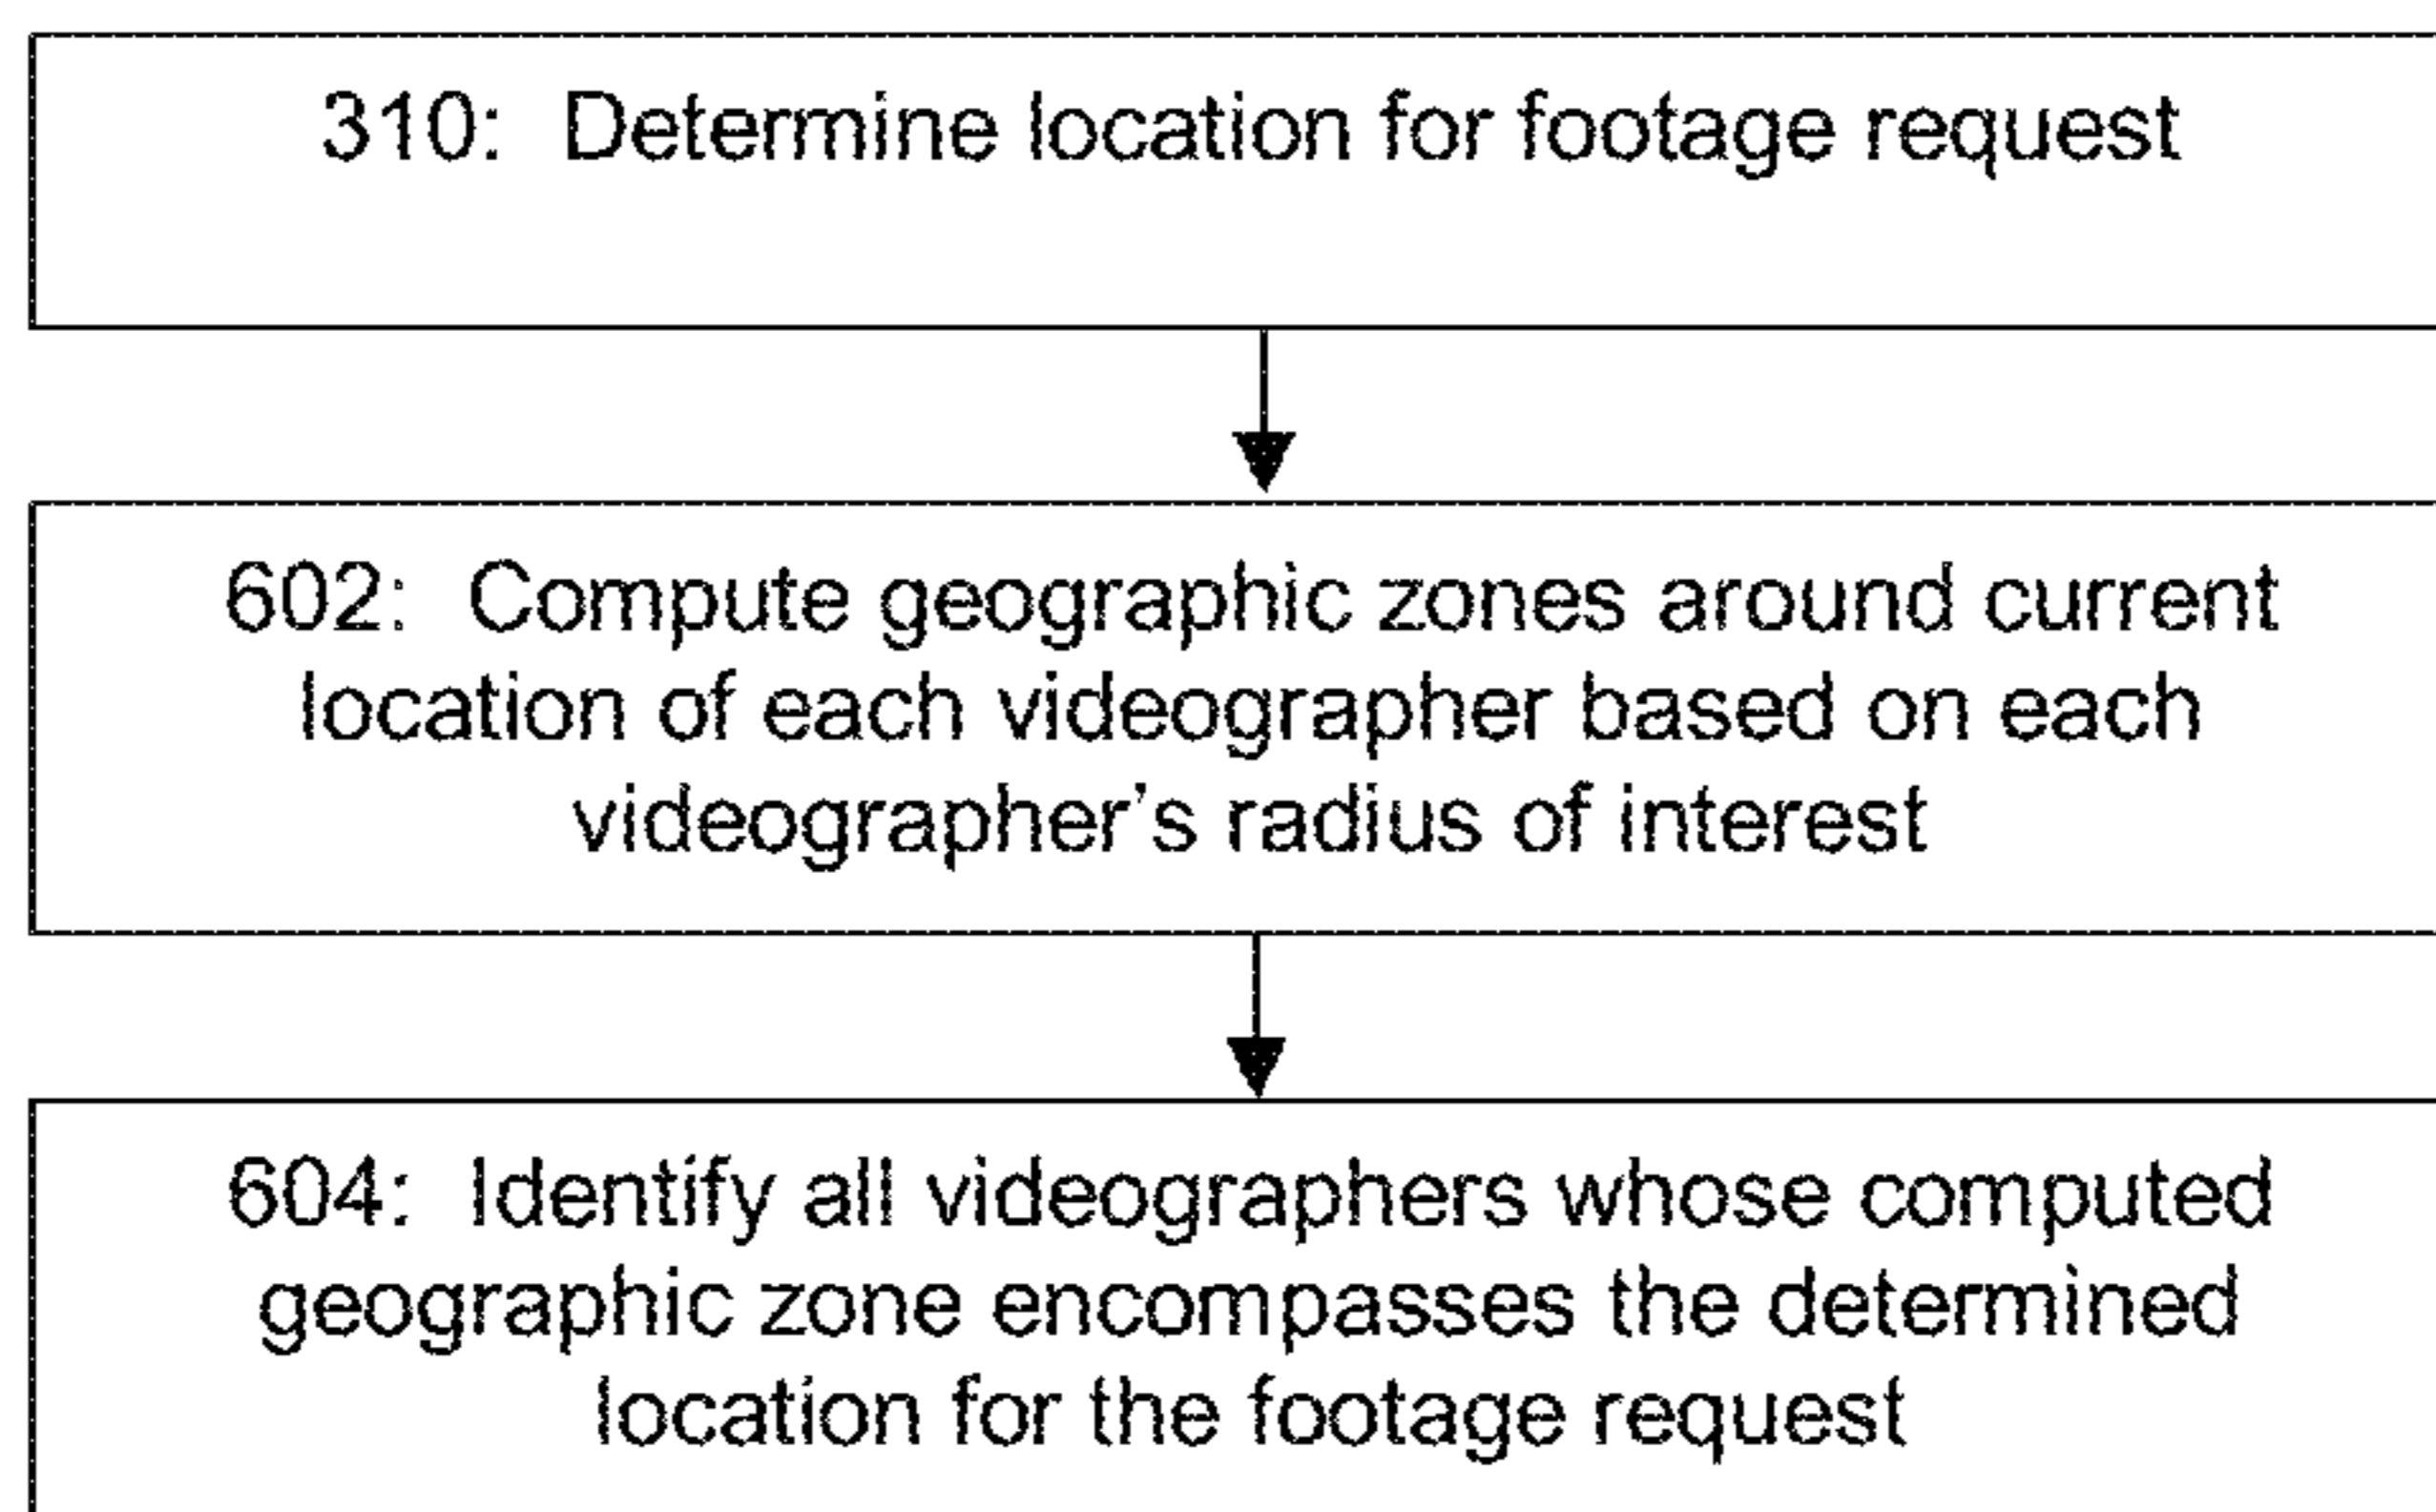 310: Determine location for footage request
602: Compute geographic zones around current
location of each videographer based on each
videographer's radius of interest
604: Identify all videographers whose computed
geographic zone encompasses the determined
location for the footage request